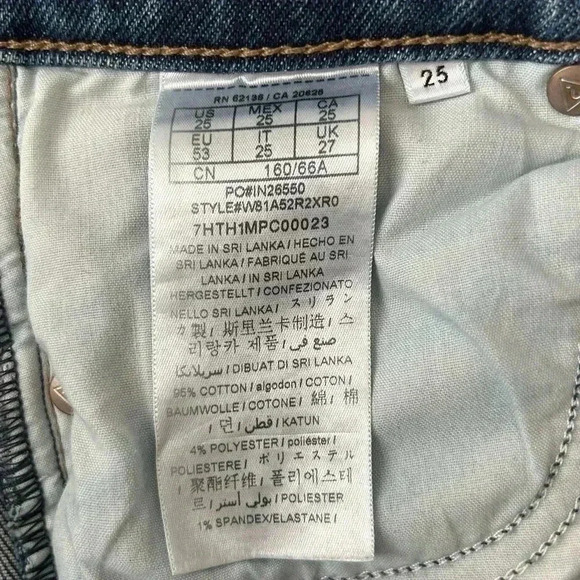 RN 62136 / CA 20626
US MEX CA
25 25 25
EU IT UK
53 25 27
CN 160/66A
PO#IN26550
STYLE#W81A52R2XR0
7HTH1MPC00023
MADE IN SRI LANKA / HECHO EN
SRI LANKA / FABRIQUÉ AU SRI
LANKA / IN SRI LANKA
HERGESTELLT / CONFEZIONATO
NELLO SRI LANKA / スリラン
カ製 / 斯里兰卡制造 / 스
리랑카 제품 / صنع في
سريلانكا / DIBUAT DI SRI LANKA
95% COTTON / algodon / COTON /
BAUMWOLLE / COTONE / 綿 / 棉
/ 면 / قطن / KATUN
4% POLYESTER / poliéster /
POLIESTERE / ポリエステル
/ 聚酯纤维 / 폴리에스테
르 / بولي استر / POLIESTER
1% SPANDEX/ELASTANE /
25